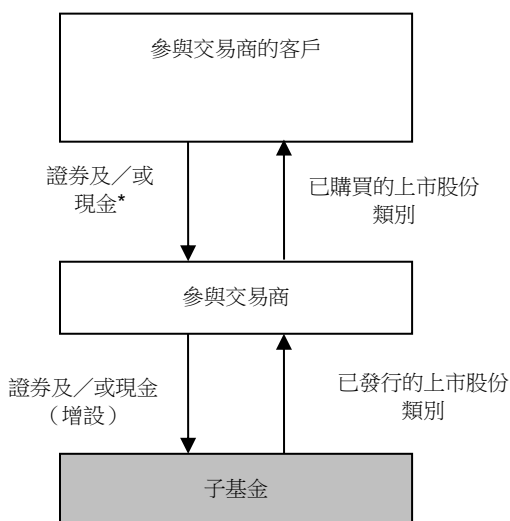 參與交易商的客戶
證券及／或
現金*
已購買的上市股份
類別
參與交易商
證券及／或現金
（增設）
已發行的上市股份
類別
子基金